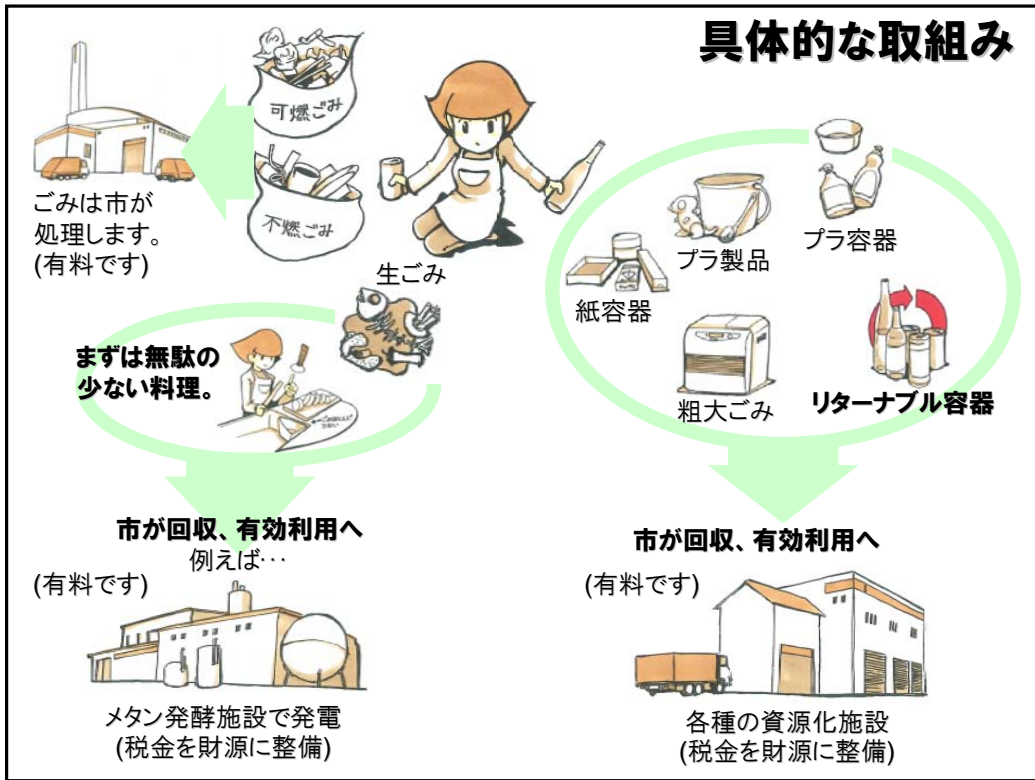 具体的な取組み
可燃ごみ
不燃ごみ
ごみは市が
処理します。
(有料です)
生ごみ
まずは無駄の
少ない料理。
プラ容器
プラ製品
紙容器
粗大ごみ
リターナブル容器
市が回収、有効利用へ
例えば…
(有料です)
メタン発酵施設で発電
(税金を財源に整備)
市が回収、有効利用へ
(有料です)
各種の資源化施設
(税金を財源に整備)